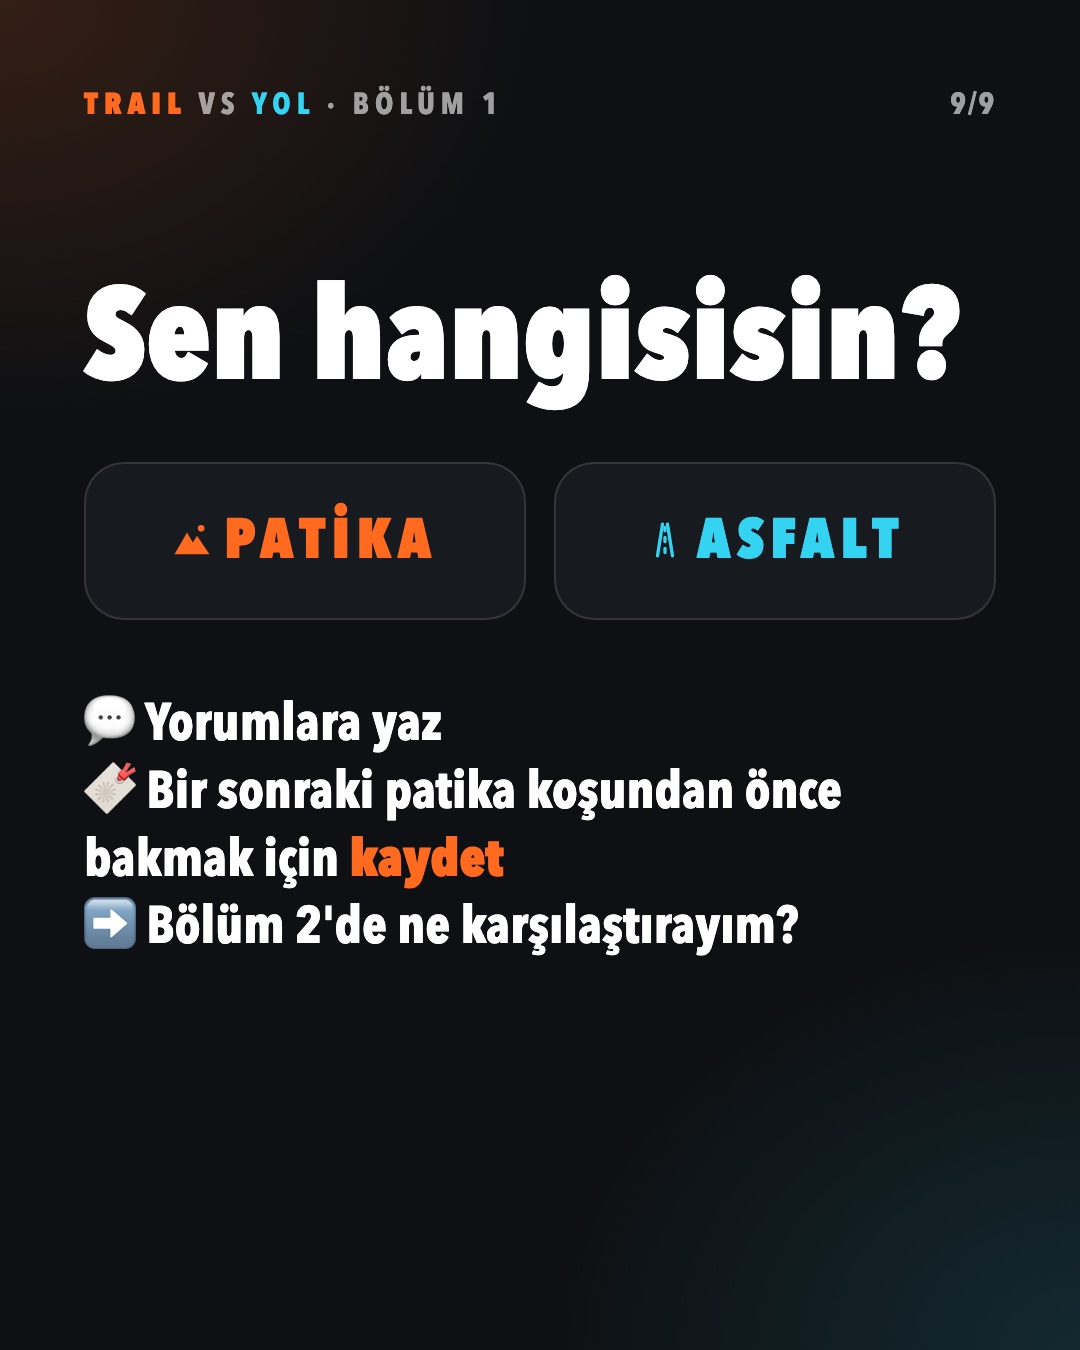 TRAIL VS YOL · BÖLÜM 1
9/9
Sen hangisisin?
PATİKA
ASFALT
💬 Yorumlara yaz
🔖 Bir sonraki patika koşundan önce
bakmak için kaydet
➡️ Bölüm 2'de ne karşılaştırayım?